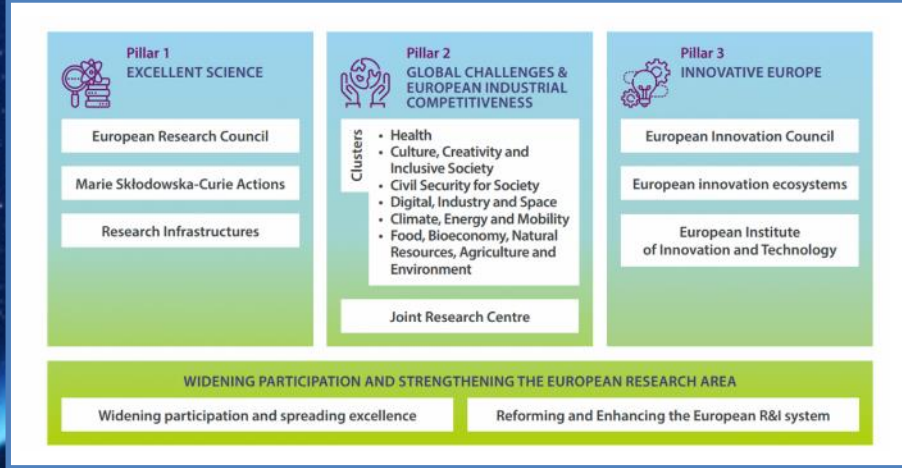 Pillar 1
EXCELLENT SCIENCE
European Research Council
Marie Skłodowska-Curie Actions
Research Infrastructures
Pillar 2
GLOBAL CHALLENGES &
EUROPEAN INDUSTRIAL
COMPETITIVENESS
Clusters
• Health
• Culture, Creativity and
Inclusive Society
• Civil Security for Society
• Digital, Industry and Space
• Climate, Energy and Mobility
• Food, Bioeconomy, Natural
Resources, Agriculture and
Environment
Joint Research Centre
Pillar 3
INNOVATIVE EUROPE
European Innovation Council
European innovation ecosystems
European Institute
of Innovation and Technology
WIDENING PARTICIPATION AND STRENGTHENING THE EUROPEAN RESEARCH AREA
Widening participation and spreading excellence
Reforming and Enhancing the European R&I system